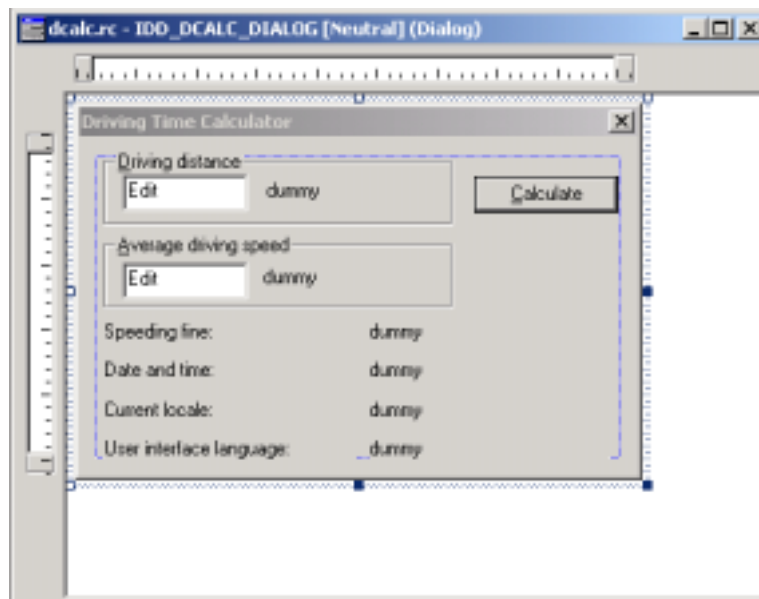 dcalc.rc - IDD_DCALC_DIALOG [Neutral] (Dialog)
Driving Time Calculator
Driving distance
Edit dummy Calculate
Average driving speed
Edit dummy
Speeding fine: dummy
Date and time: dummy
Current locale: dummy
User interface language: dummy